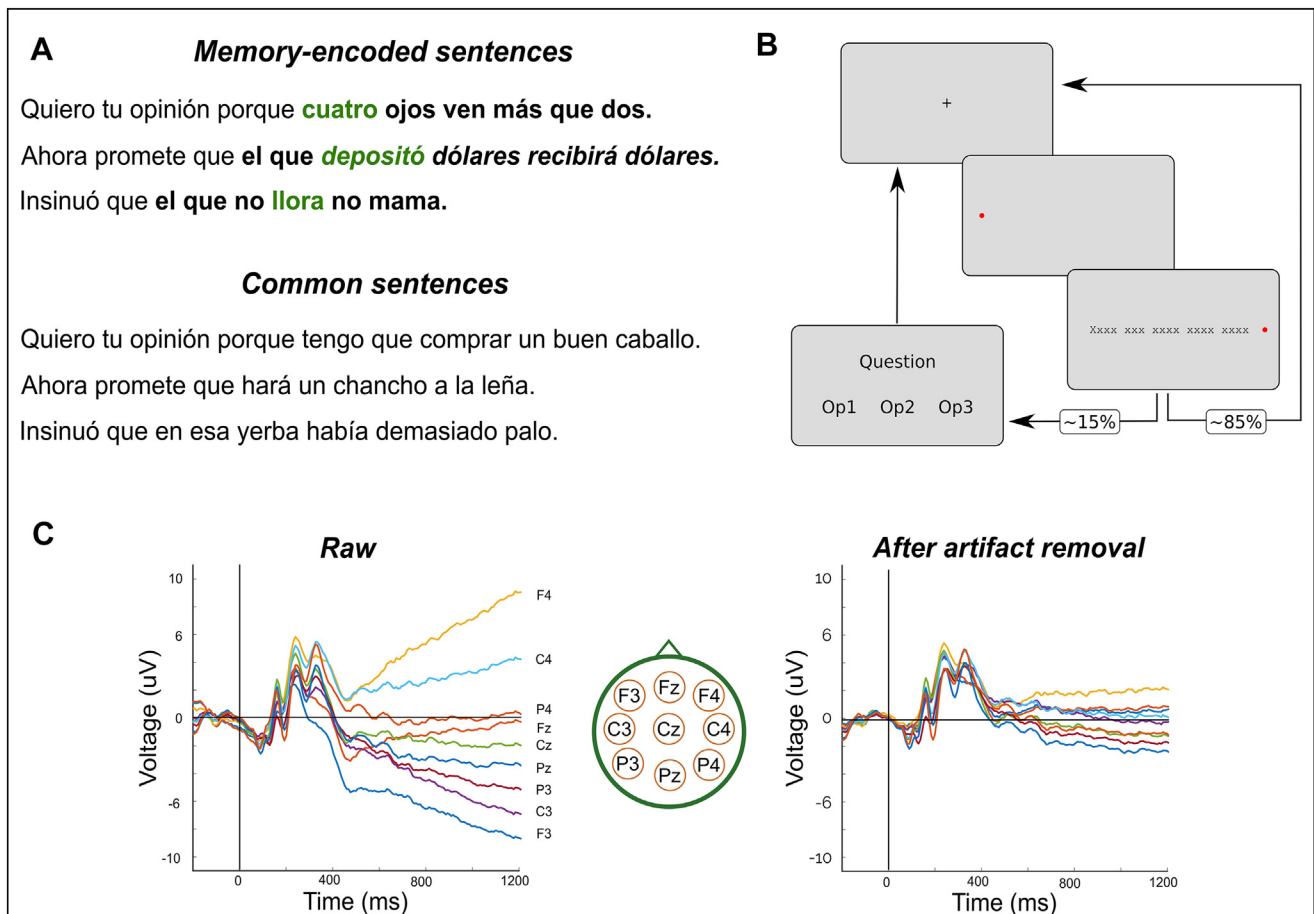 A
Memory-encoded sentences
Quiero tu opinión porque cuatro ojos ven más que dos.
Ahora promete que el que depositó dólares recibirá dólares.
Insinuó que el que no llora no mama.
Common sentences
Quiero tu opinión porque tengo que comprar un buen caballo.
Ahora promete que hará un chancho a la leña.
Insinuó que en esa yerba había demasiado palo.
B
+
Xxxx xxx xxxx xxxx xxxx
Question
Op1 Op2 Op3
~15%
~85%
C
Raw
Voltage (uV)
10
6
0
-6
-10
0 400 800 1200
Time (ms)
F4
C4
P4
Fz
Cz
Pz
P3
C3
F3
F3 Fz F4
C3 Cz C4
P3 Pz P4
After artifact removal
Voltage (uV)
10
6
0
-6
-10
0 400 800 1200
Time (ms)